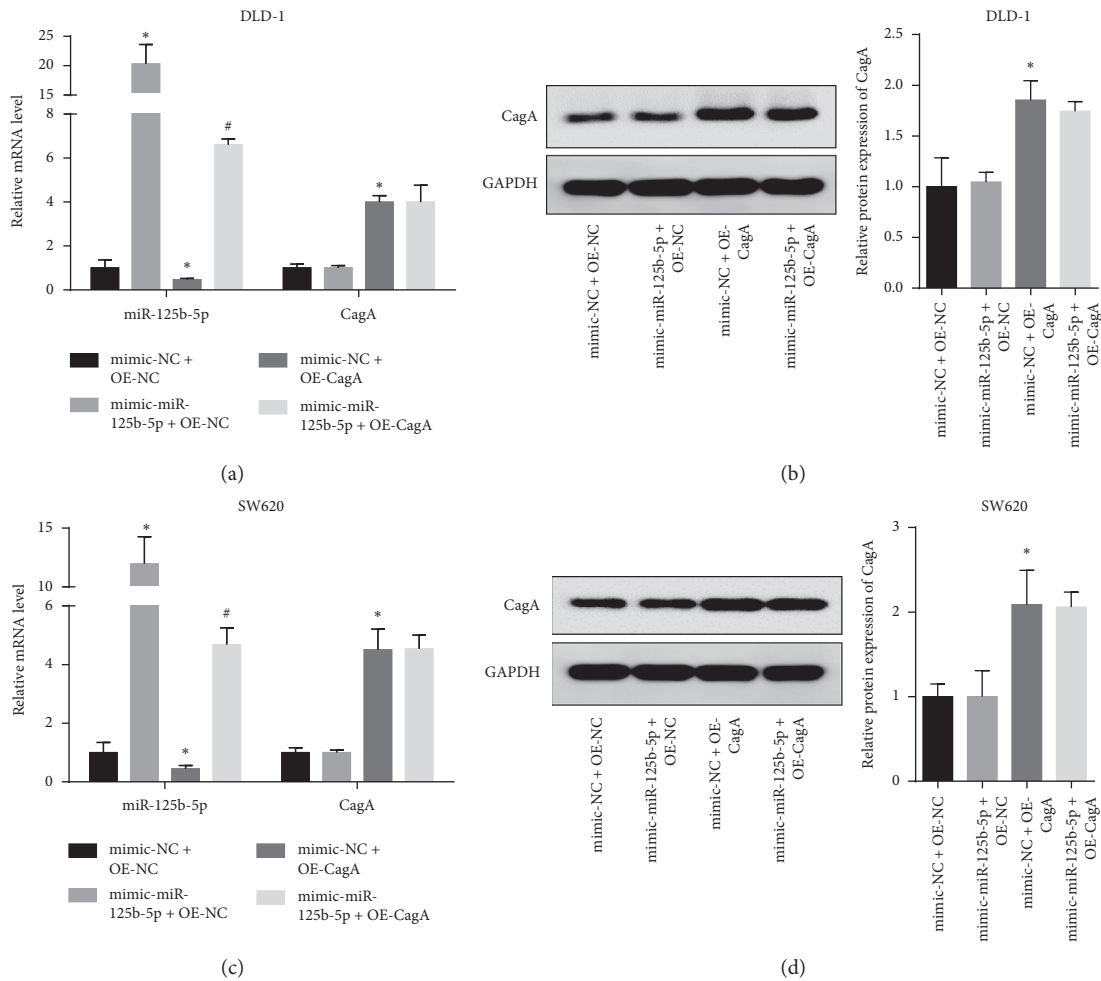 DLD-1
Relative mRNA level
25
20
15
8
6
4
2
0
*
*
#
*
miR-125b-5p
CagA
mimic-NC +
OE-NC
mimic-miR-
125b-5p + OE-NC
mimic-NC +
OE-CagA
mimic-miR-
125b-5p + OE-CagA
(a)
CagA
GAPDH
mimic-NC + OE-NC
mimic-miR-125b-5p +
OE-NC
mimic-NC + OE-
CagA
mimic-miR-125b-5p +
OE-CagA
DLD-1
Relative protein expression of CagA
2.5
2.0
1.5
1.0
0.5
0.0
*
mimic-NC + OE-NC
mimic-miR-125b-5p +
OE-NC
mimic-NC + OE-
CagA
mimic-miR-125b-5p +
OE-CagA
(b)
SW620
Relative mRNA level
15
10
6
4
2
0
*
*
#
*
miR-125b-5p
CagA
mimic-NC +
OE-NC
mimic-miR-
125b-5p + OE-NC
mimic-NC +
OE-CagA
mimic-miR-
125b-5p + OE-CagA
(c)
CagA
GAPDH
mimic-NC + OE-NC
mimic-miR-125b-5p +
OE-NC
mimic-NC + OE-
CagA
mimic-miR-125b-5p +
OE-CagA
SW620
Relative protein expression of CagA
3
2
1
0
*
mimic-NC + OE-NC
mimic-miR-125b-5p +
OE-NC
mimic-NC + OE-
CagA
mimic-miR-125b-5p +
OE-CagA
(d)